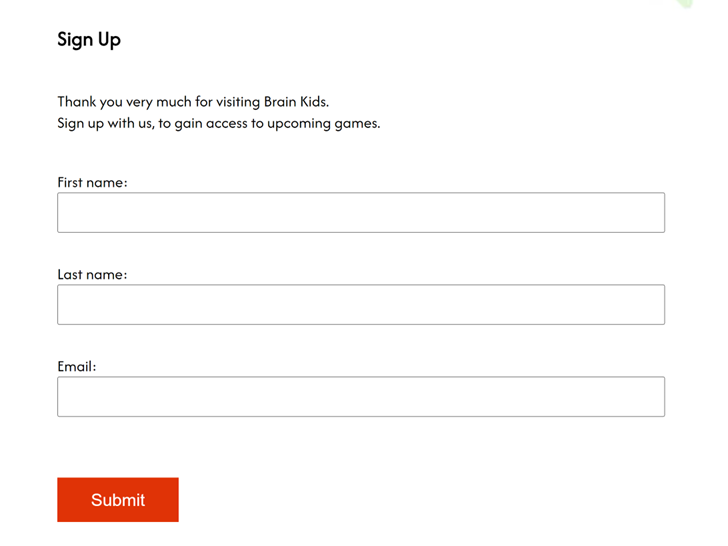 Sign Up
Thank you very much for visiting Brain Kids.
Sign up with us, to gain access to upcoming games.
First name:
Last name:
Email:
Submit